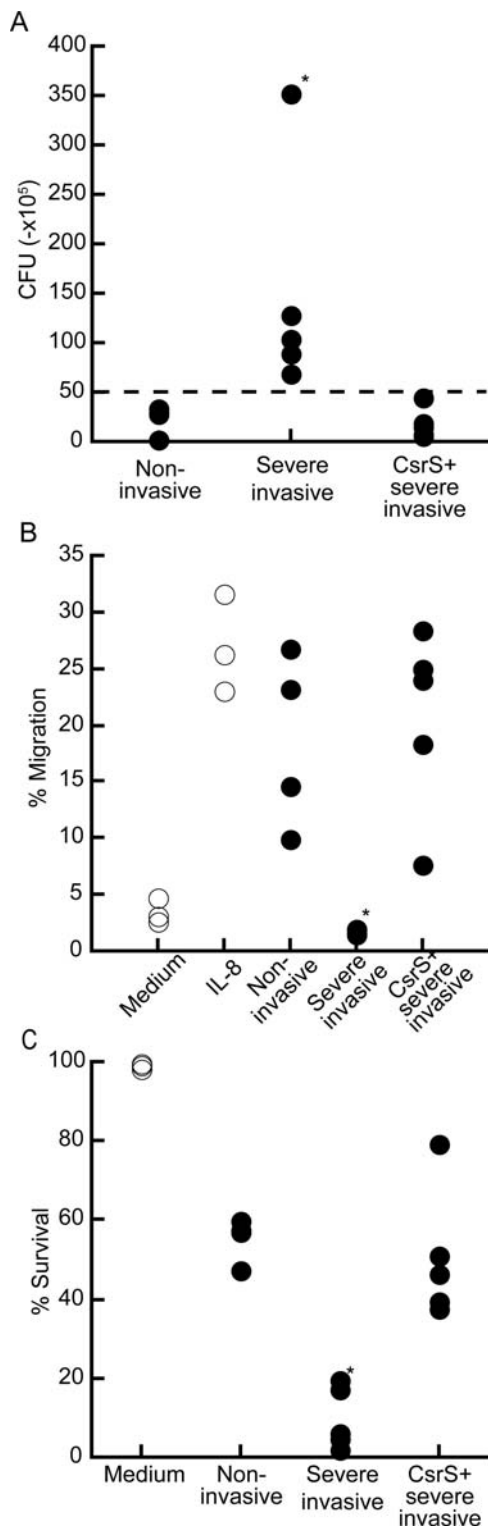 A
400
350
300
250
200
150
100
50
0
CFU (-x10⁵)
*
Non-
invasive
Severe
invasive
CsrS+
severe
invasive
B
35
30
25
20
15
10
5
0
% Migration
*
Medium
IL-8
Non-
invasive
Severe
invasive
CsrS+
severe
invasive
C
100
80
60
40
20
0
% Survival
*
Medium
Non-
invasive
Severe
invasive
CsrS+
severe
invasive